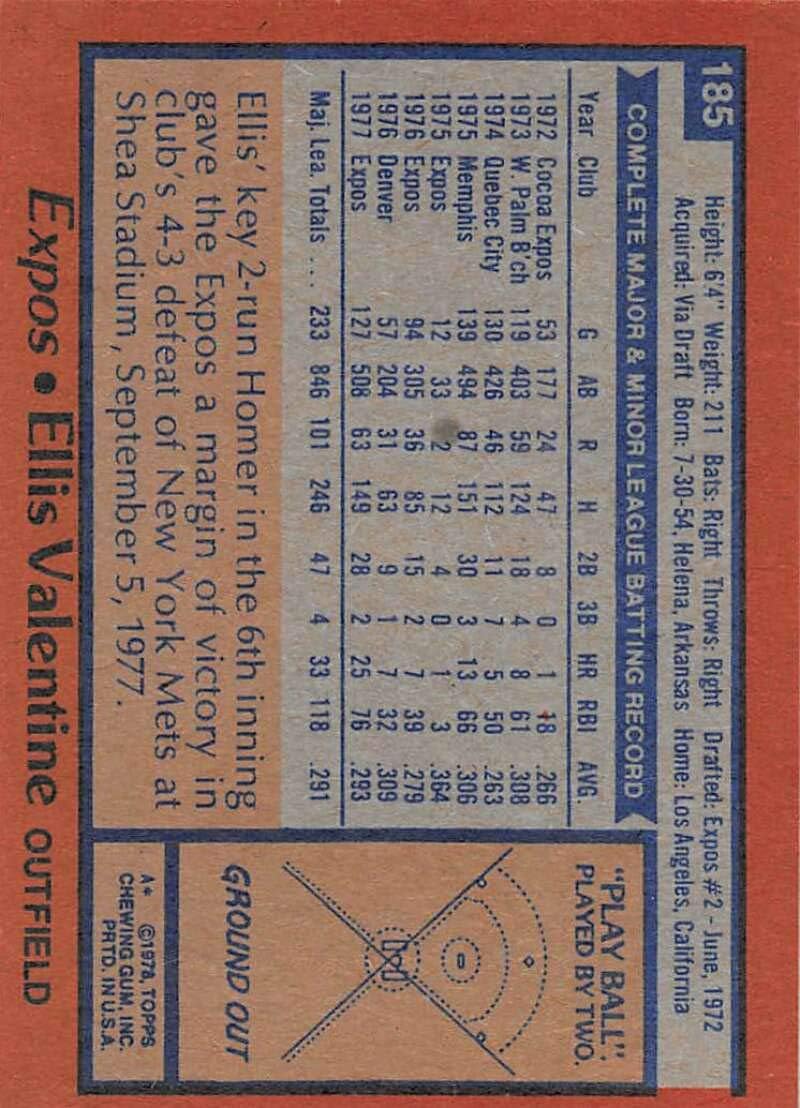 185
Height: 6'4" Weight: 211 Bats: Right Throws: Right Drafted: Expos #2 - June, 1972
Acquired: Via Draft Born: 7-30-54, Helena, Arkansas Home: Los Angeles, California
COMPLETE MAJOR & MINOR LEAGUE BATTING RECORD
Year Club G AB R H 2B 3B HR RBI AVG.
1972 Cocoa Expos 53 177 24 47 8 0 1 18 .266
1973 W. Palm B'ch 119 403 59 124 18 4 8 61 .308
1974 Quebec City 130 426 46 112 11 7 5 50 .263
1975 Memphis 139 494 87 151 30 3 13 66 .306
1975 Expos 12 33 2 12 4 0 1 3 .364
1976 Expos 94 305 36 85 15 2 7 39 .279
1976 Denver 57 204 31 63 9 1 7 32 .309
1977 Expos 127 508 63 149 28 2 25 76 .293
Maj. Lea. Totals ... 233 846 101 246 47 4 33 118 .291
Ellis' key 2-run Homer in the 6th inning
gave the Expos a margin of victory in
club's 4-3 defeat of New York Mets at
Shea Stadium, September 5, 1977.
"PLAY BALL":
PLAYED BY TWO.
GROUND OUT
A* ©1978 TOPPS
CHEWING GUM, INC.
PRTD. IN U.S.A.
Expos • Ellis Valentine OUTFIELD